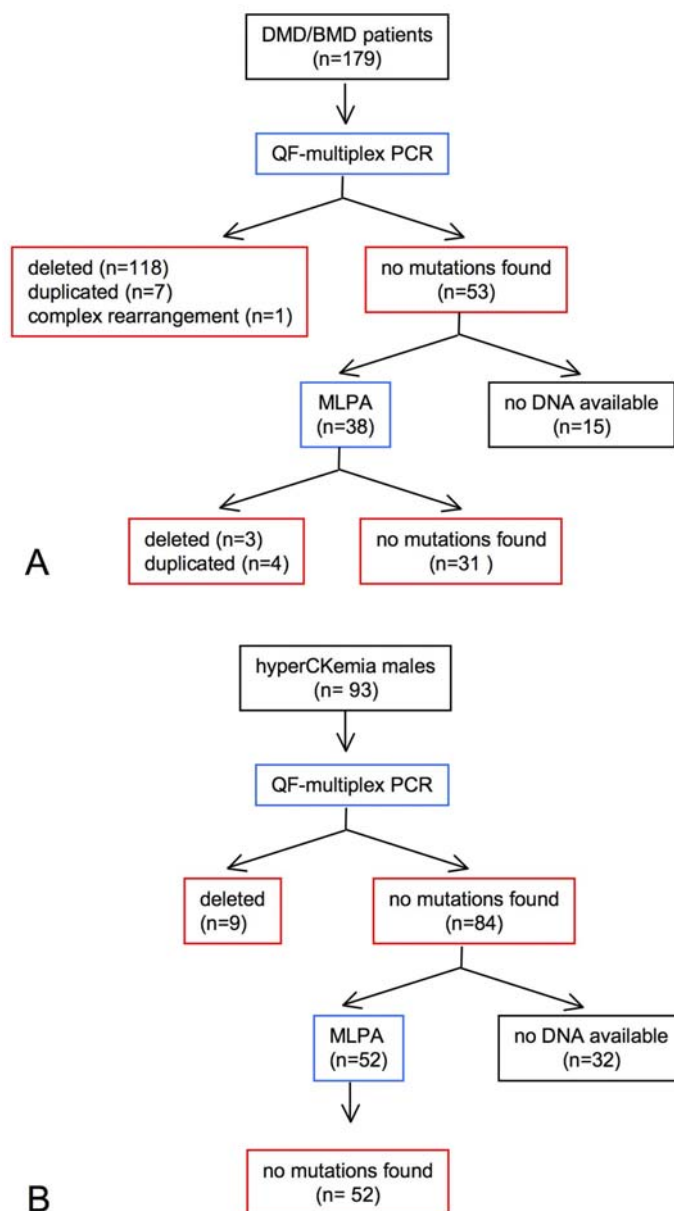 DMD/BMD patients
(n=179)
QF-multiplex PCR
deleted (n=118)
duplicated (n=7)
complex rearrangement (n=1)
no mutations found
(n=53)
MLPA
(n=38)
no DNA available
(n=15)
deleted (n=3)
duplicated (n=4)
no mutations found
(n=31 )
A
hyperCKemia males
(n= 93)
QF-multiplex PCR
deleted
(n=9)
no mutations found
(n=84)
MLPA
(n=52)
no DNA available
(n=32)
no mutations found
(n= 52)
B